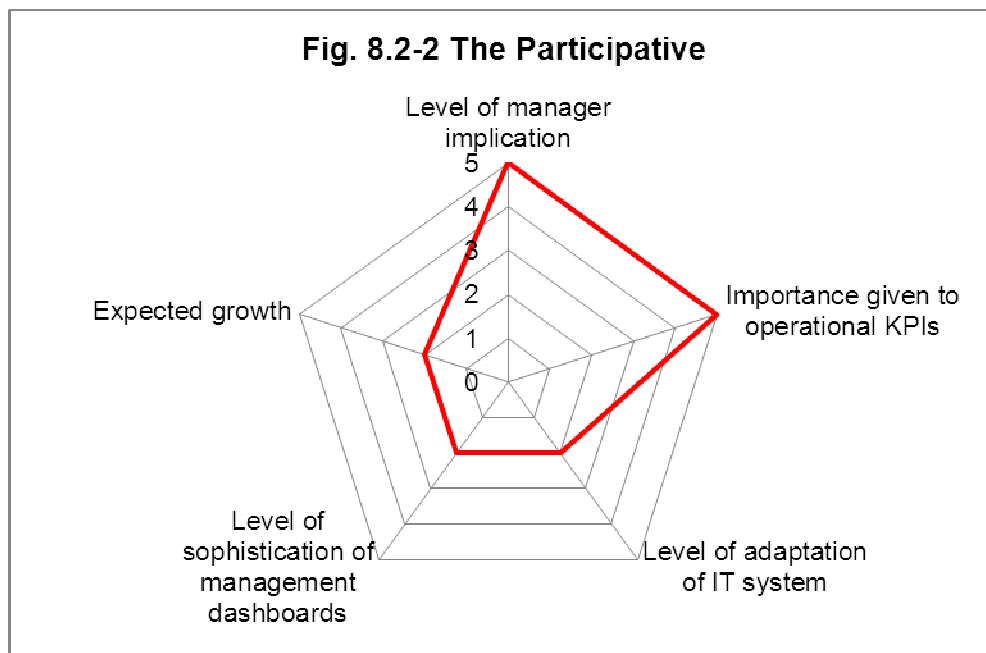 Fig. 8.2-2 The Participative
Level of manager
implication
5
4
3
2
1
0
Importance given to
operational KPIs
Level of adaptation
of IT system
Level of
sophistication of
management
dashboards
Expected growth